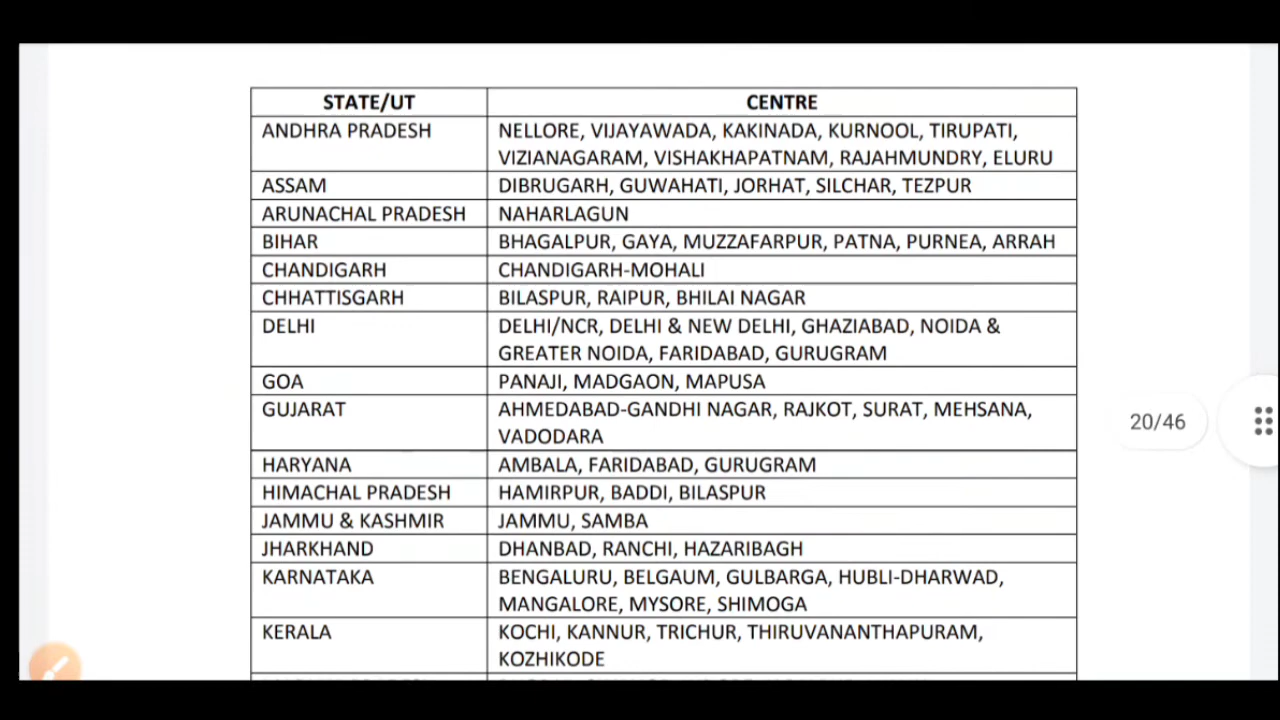 STATE/UT CENTRE
ANDHRA PRADESH NELLORE, VIJAYAWADA, KAKINADA, KURNOOL, TIRUPATI,
VIZIANAGARAM, VISHAKHAPATNAM, RAJAHMUNDRY, ELURU
ASSAM DIBRUGARH, GUWAHATI, JORHAT, SILCHAR, TEZPUR
ARUNACHAL PRADESH NAHARLAGUN
BIHAR BHAGALPUR, GAYA, MUZZAFARPUR, PATNA, PURNEA, ARRAH
CHANDIGARH CHANDIGARH-MOHALI
CHHATTISGARH BILASPUR, RAIPUR, BHILAI NAGAR
DELHI DELHI/NCR, DELHI & NEW DELHI, GHAZIABAD, NOIDA &
GREATER NOIDA, FARIDABAD, GURUGRAM
GOA PANAJI, MADGAON, MAPUSA
GUJARAT AHMEDABAD-GANDHI NAGAR, RAJKOT, SURAT, MEHSANA,
VADODARA
20/46
HARYANA AMBALA, FARIDABAD, GURUGRAM
HIMACHAL PRADESH HAMIRPUR, BADDI, BILASPUR
JAMMU & KASHMIR JAMMU, SAMBA
JHARKHAND DHANBAD, RANCHI, HAZARIBAGH
KARNATAKA BENGALURU, BELGAUM, GULBARGA, HUBLI-DHARWAD,
MANGALORE, MYSORE, SHIMOGA
KERALA KOCHI, KANNUR, TRICHUR, THIRUVANANTHAPURAM,
KOZHIKODE